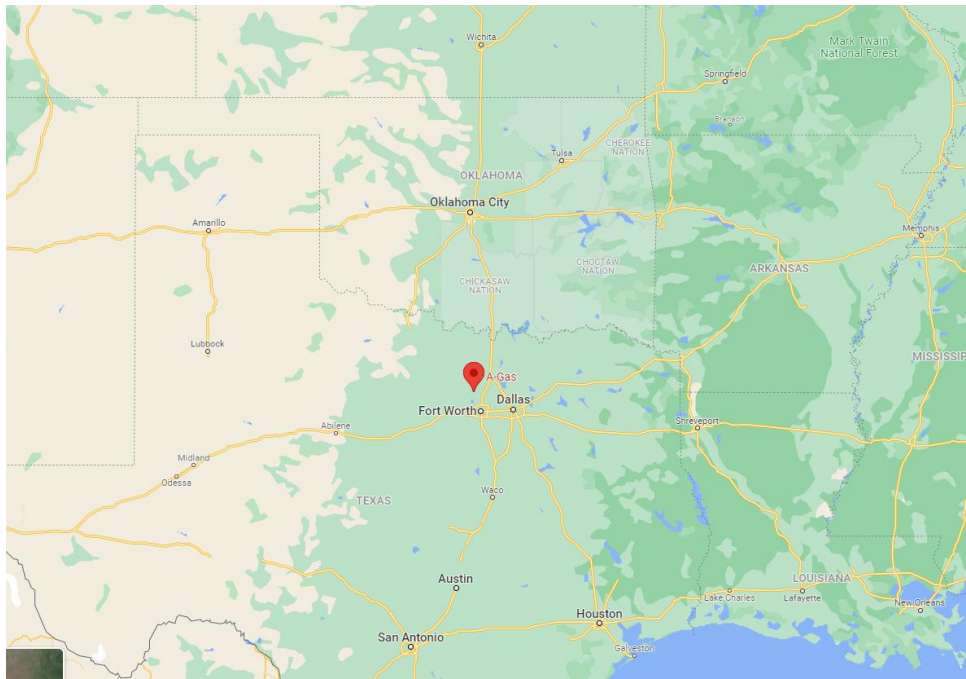 Wichita
Mark Twain
National Forest
Springfield
Branson
CHEROKEE
NATION
Tulsa
OKLAHOMA
Oklahoma City
Amarillo
Memphis
CHOCTAW
NATION
ARKANSAS
CHICKASAW
NATION
Lubbock
MISSISSIP
A-Gas
Dallas
Fort Worth
Shreveport
Abilene
Midland
Odessa
Waco
TEXAS
Austin
LOUISIANA
Lake Charles
Lafayette
New Orleans
Houston
San Antonio
Galveston